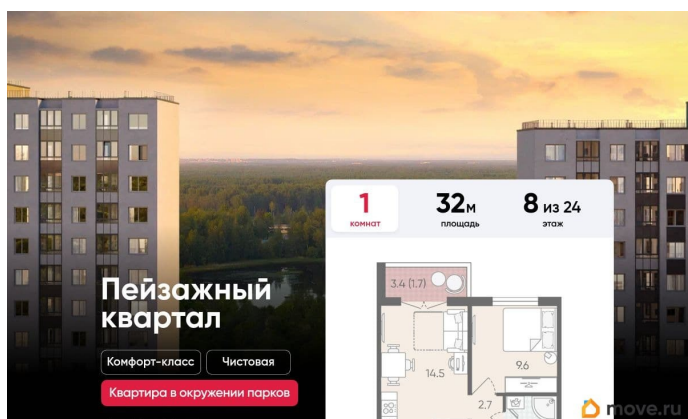 1
комнат
32м
площадь
8 из 24
этаж
Пейзажный
квартал
Комфорт-класс
Чистовая
Квартира в окружении парков
3.4 (1.7)
14.5
9.6
2.7
move.ru